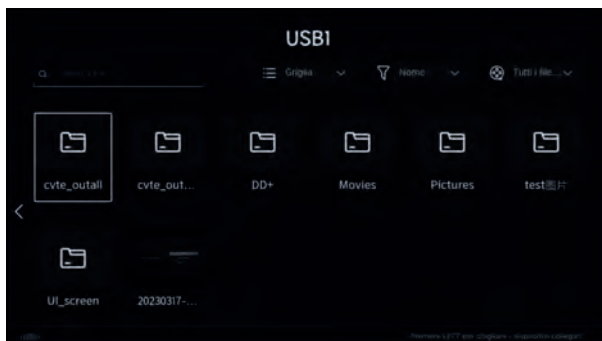 USB1
Griglia Nome Tutti i file...
cvte_outall cvte_out... DD+ Movies Pictures test图片
UI_screen 20230317-...